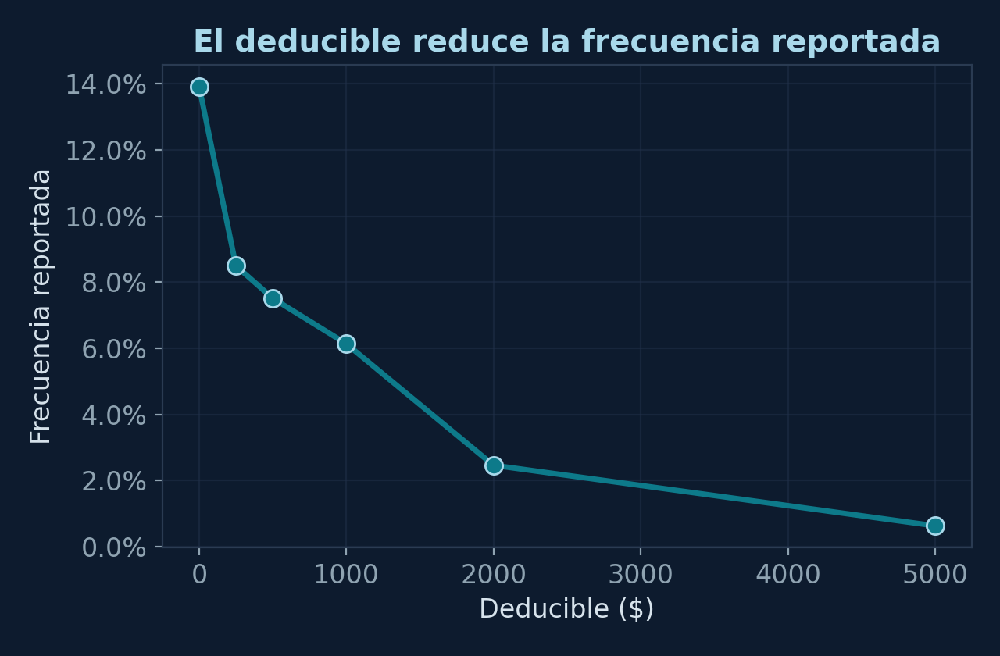 El deducible reduce la frecuencia reportada
Frecuencia reportada
14.0%
12.0%
10.0%
8.0%
6.0%
4.0%
2.0%
0.0%
0 1000 2000 3000 4000 5000
Deducible ($)